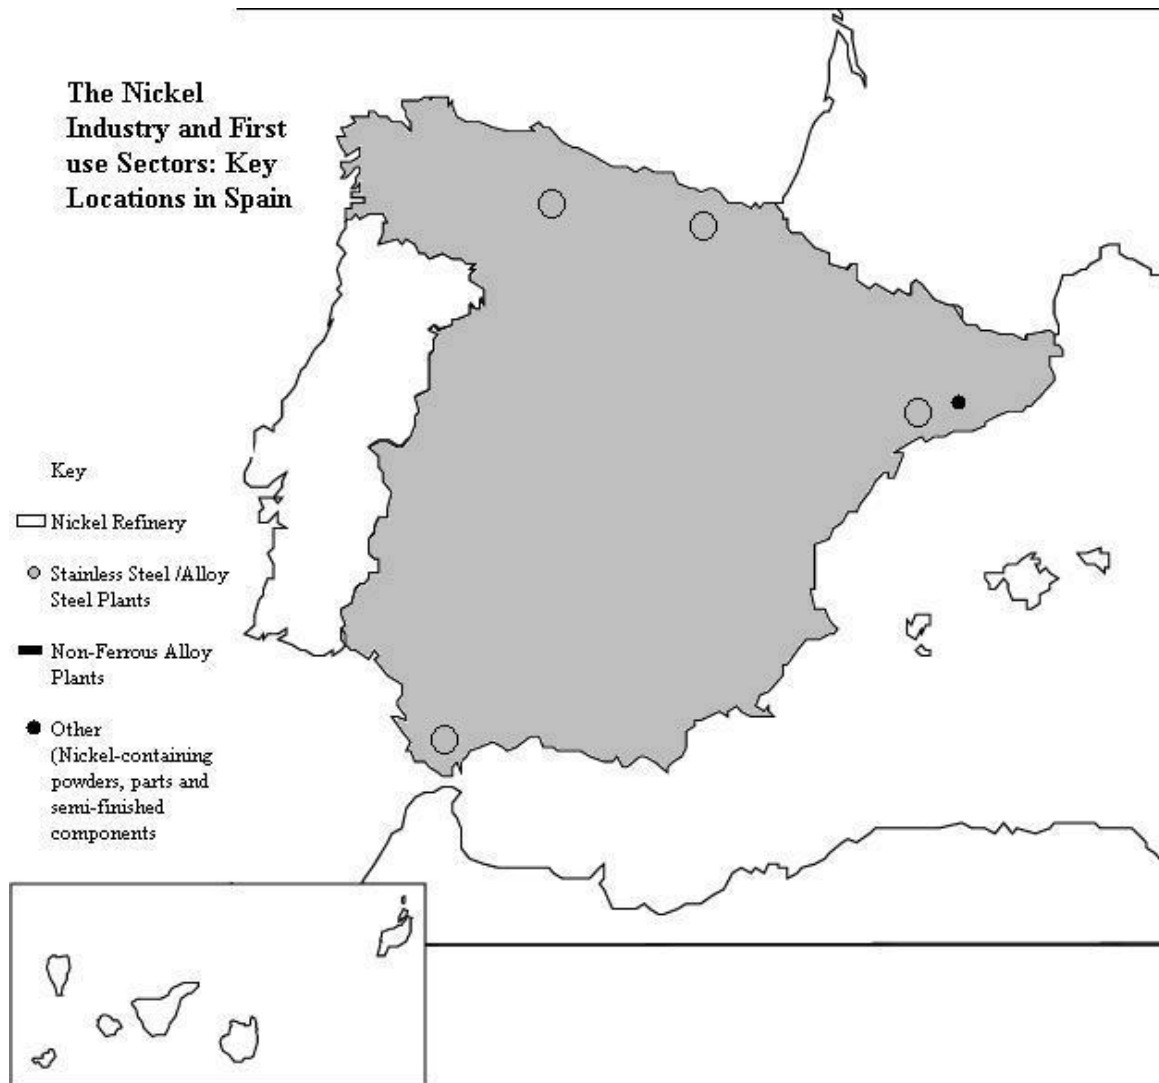 The Nickel
Industry and First
use Sectors: Key
Locations in Spain
Key
Nickel Refinery
Stainless Steel /Alloy
Steel Plants
Non-Ferrous Alloy
Plants
Other
(Nickel-containing
powders, parts and
semi-finished
components